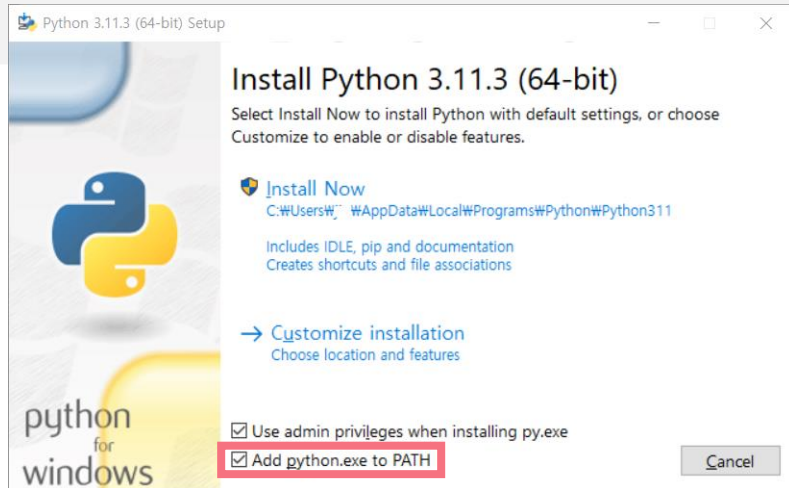 Python 3.11.3 (64-bit) Setup
Install Python 3.11.3 (64-bit)
Select Install Now to install Python with default settings, or choose
Customize to enable or disable features.
Install Now
C:₩Users₩ ₩AppData₩Local₩Programs₩Python₩Python311
Includes IDLE, pip and documentation
Creates shortcuts and file associations
→ Customize installation
Choose location and features
python
for
windows
Use admin privileges when installing py.exe
Add python.exe to PATH
Cancel